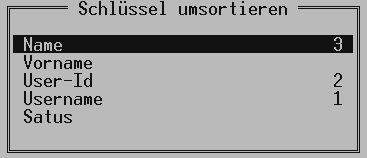 Schlüssel umsortieren
Name 3
Vorname
User-Id 2
Username 1
Satus